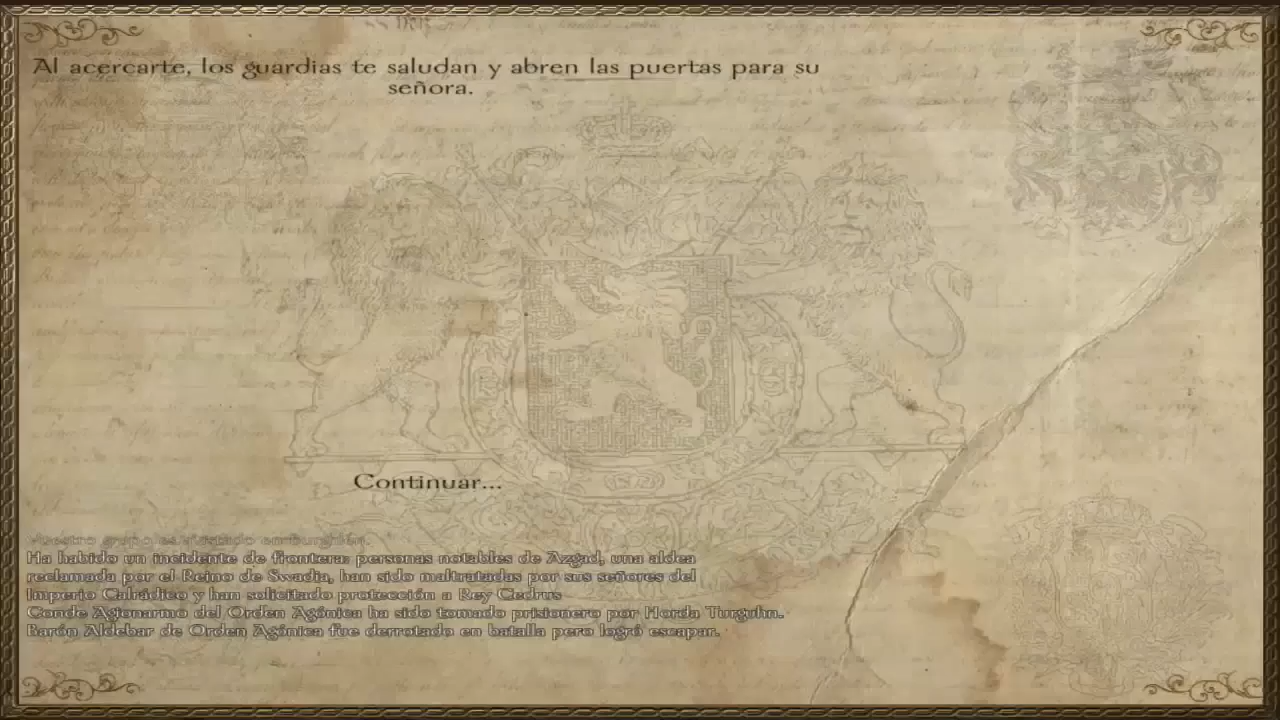 Al acercarte, los guardias te saludan y abren las puertas para su
señora.
Continuar...
Ha habido un incidente de frontera: personas notables de Azgad, una aldea
reclamada por el Reino de Swadia, han sido maltratadas por sus señores del
Imperio Calrádico y han solicitado protección a Rey Cedrus
Conde Agionarmo del Orden Agónica ha sido tomado prisionero por Horda Turguhn.
Barón Aldebar de Orden Agónica fue derrotado en batalla pero logró escapar.